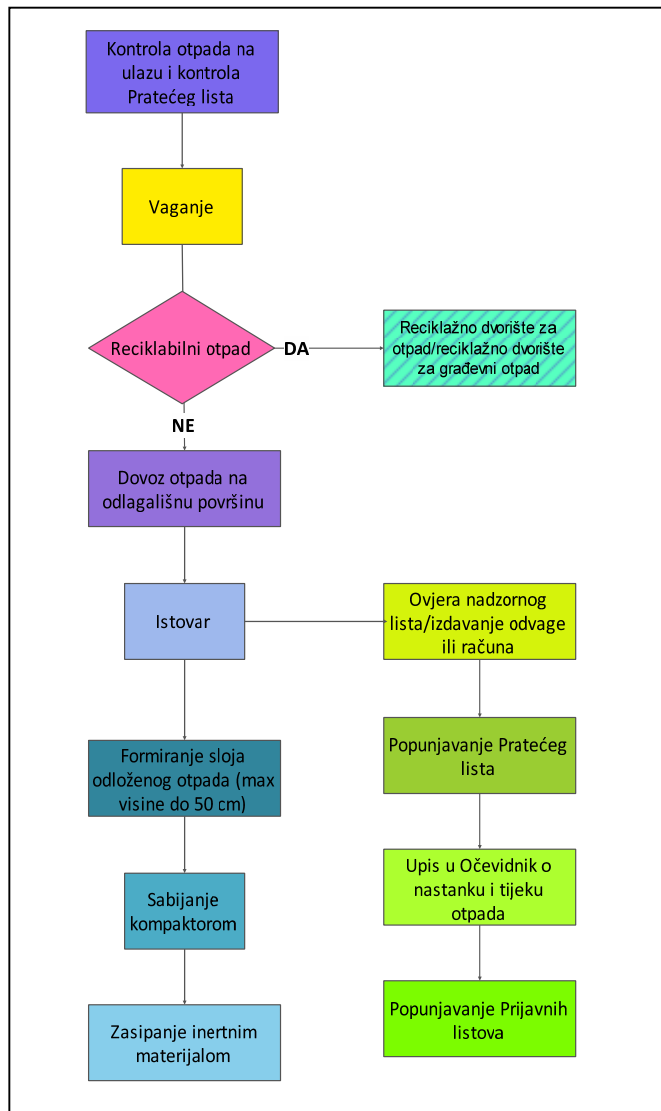 Kontrola otpada na
ulazu i kontrola
Pratećeg lista
Vaganje
Reciklabilni otpad
DA
Reciklažno dvorište za
otpad/reciklažno dvorište
za građevni otpad
NE
Dovoz otpada na
odlagališnu površinu
Istovar
Ovjera nadzornog
lista/izdavanje odvage
ili računa
Formiranje sloja
odloženog otpada (max
visine do 50 cm)
Popunjavanje Pratećeg
lista
Sabijanje
kompaktorom
Upis u Očevidnik o
nastanku i tijeku
otpada
Zasipanje inertnim
materijalom
Popunjavanje Prijavnih
listova